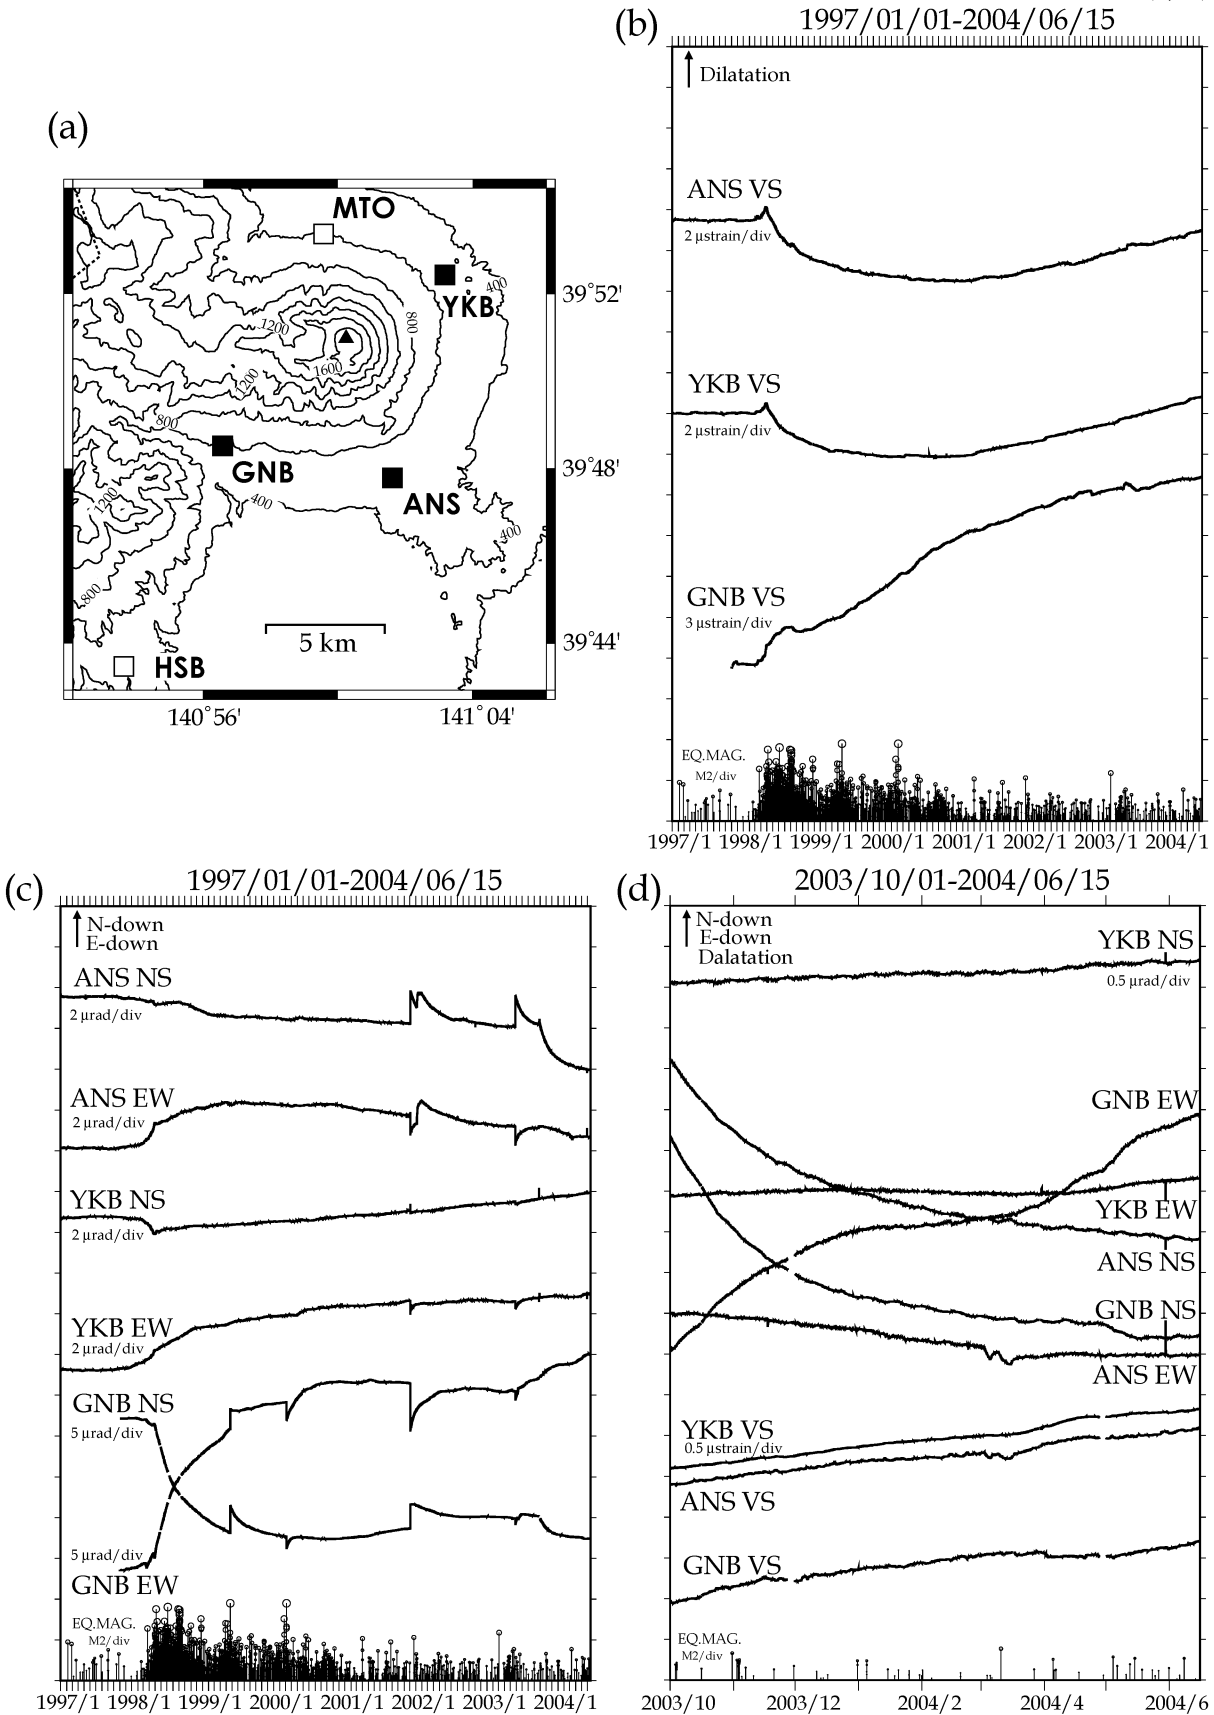 (a)
MTO
YKB
400
39°52'
1200
800
1600
1200
800
GNB
39°48'
ANS
1200
400
400
800
5 km
39°44'
HSB
140°56'
141°04'
(b)
1997/01/01-2004/06/15
Dilatation
ANS VS
2 µstrain/div
YKB VS
2 µstrain/div
GNB VS
3 µstrain/div
EQ.MAG.
M2/div
1997/1 1998/1 1999/1 2000/1 2001/1 2002/1 2003/1 2004/1
(c)
1997/01/01-2004/06/15
N-down
E-down
ANS NS
2 µrad/div
ANS EW
2 µrad/div
YKB NS
2 µrad/div
YKB EW
2 µrad/div
GNB NS
5 µrad/div
5 µrad/div
GNB EW
EQ.MAG.
M2/div
1997/1 1998/1 1999/1 2000/1 2001/1 2002/1 2003/1 2004/1
(d)
2003/10/01-2004/06/15
N-down
E-down
Dalatation
YKB NS
0.5 µrad/div
GNB EW
YKB EW
ANS NS
GNB NS
ANS EW
YKB VS
0.5 µstrain/div
ANS VS
GNB VS
EQ.MAG.
M2/div
2003/10 2003/12 2004/2 2004/4 2004/6